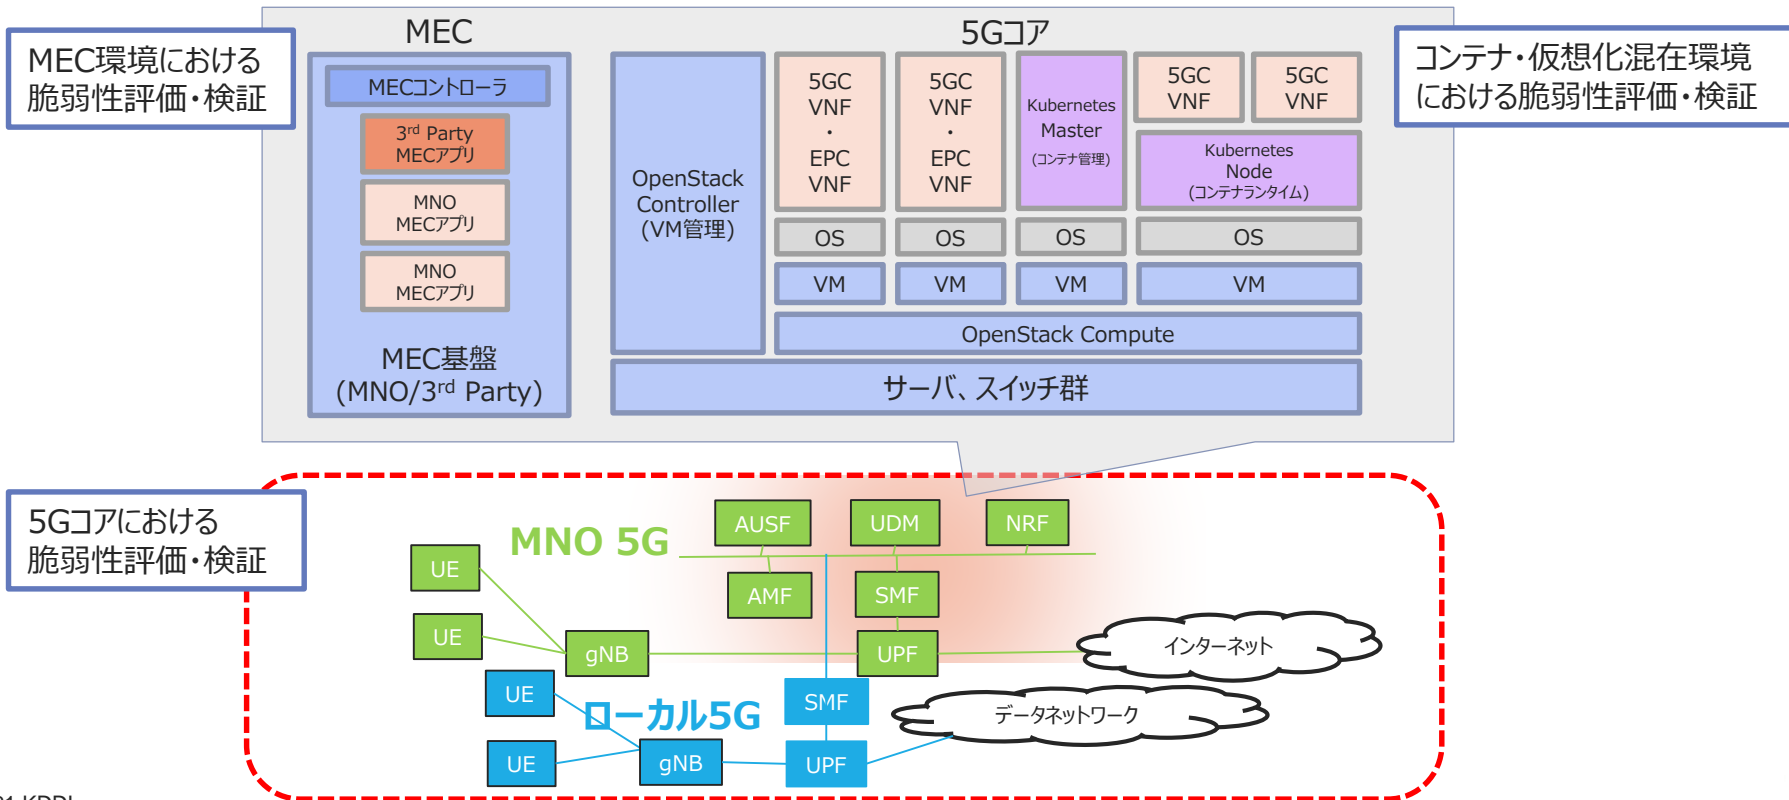 MEC
5Gコア
MEC環境における
脆弱性評価・検証
コンテナ・仮想化混在環境
における脆弱性評価・検証
MECコントローラ
3rd Party
MECアプリ
MNO
MECアプリ
MNO
MECアプリ
MEC基盤
(MNO/3rd Party)
OpenStack
Controller
(VM管理)
5GC
VNF
・
EPC
VNF
5GC
VNF
・
EPC
VNF
Kubernetes
Master
(コンテナ管理)
5GC
VNF
5GC
VNF
Kubernetes
Node
(コンテナランタイム)
OS
OS
OS
OS
VM
VM
VM
VM
OpenStack Compute
サーバ、スイッチ群
5Gコアにおける
脆弱性評価・検証
MNO 5G
AUSF
UDM
NRF
UE
AMF
SMF
UE
gNB
UPF
インターネット
UE
ローカル5G
SMF
データネットワーク
UE
gNB
UPF